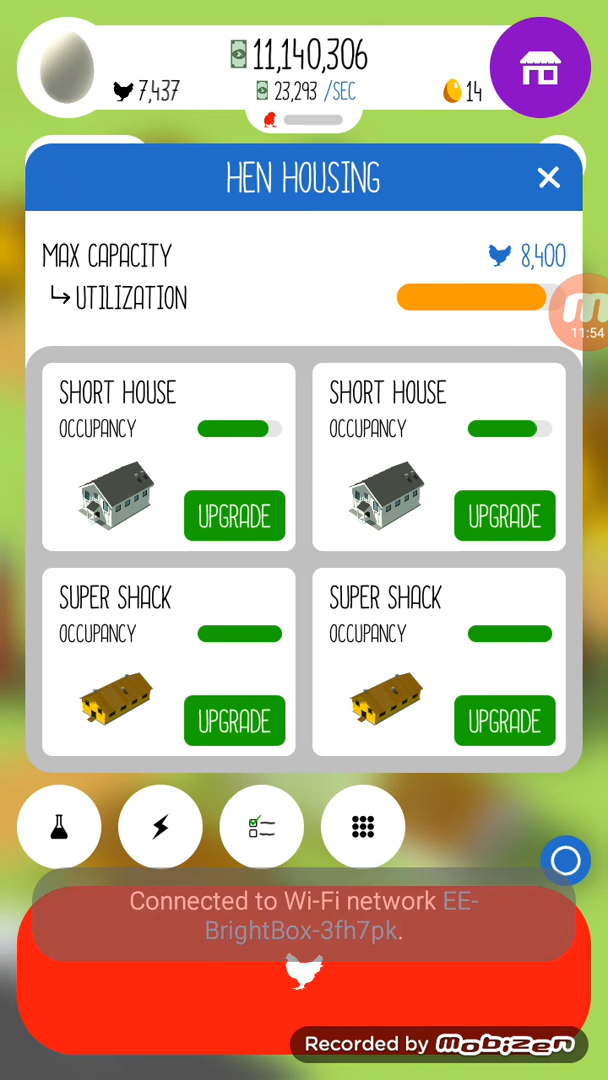 11,140,306
7,437
23,293 /SEC
14
HEN HOUSING
MAX CAPACITY
8,400
UTILIZATION
11:54
SHORT HOUSE
OCCUPANCY
UPGRADE
SHORT HOUSE
OCCUPANCY
UPGRADE
SUPER SHACK
OCCUPANCY
UPGRADE
SUPER SHACK
OCCUPANCY
UPGRADE
Connected to Wi-Fi network EE-
BrightBox-3fh7pk.
Recorded by mobizen